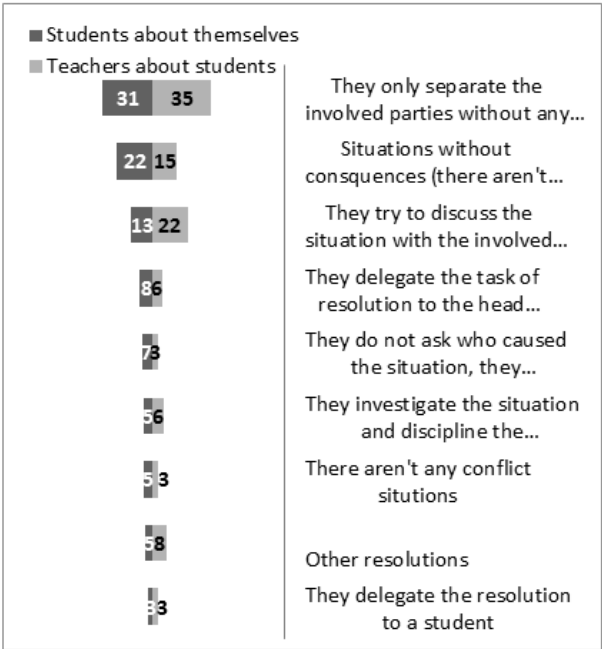 Students about themselves
Teachers about students
31 35
They only separate the
involved parties without any...
22 15
Situations without
consquences (there aren't...
13 22
They try to discuss the
situation with the involved...
8 6
They delegate the task of
resolution to the head...
7 3
They do not ask who caused
the situation, they...
5 6
They investigate the situation
and discipline the...
5 3
There aren't any conflict
situtions
5 8
Other resolutions
3 3
They delegate the resolution
to a student